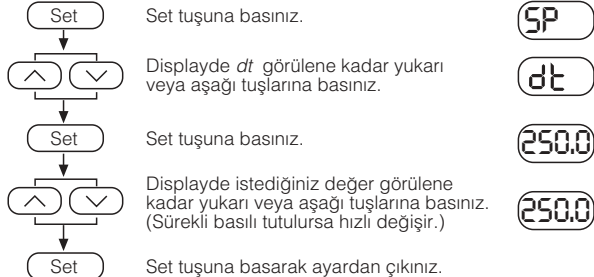 Set Set tuşuna basınız. SP
Displayde dt görülene kadar yukarı
veya aşağı tuşlarına basınız. dt
Set Set tuşuna basınız. 250.0
Displayde istediğiniz değer görülene
kadar yukarı veya aşağı tuşlarına basınız. 250.0
(Sürekli basılı tutulursa hızlı değişir.)
Set Set tuşuna basarak ayardan çıkınız.